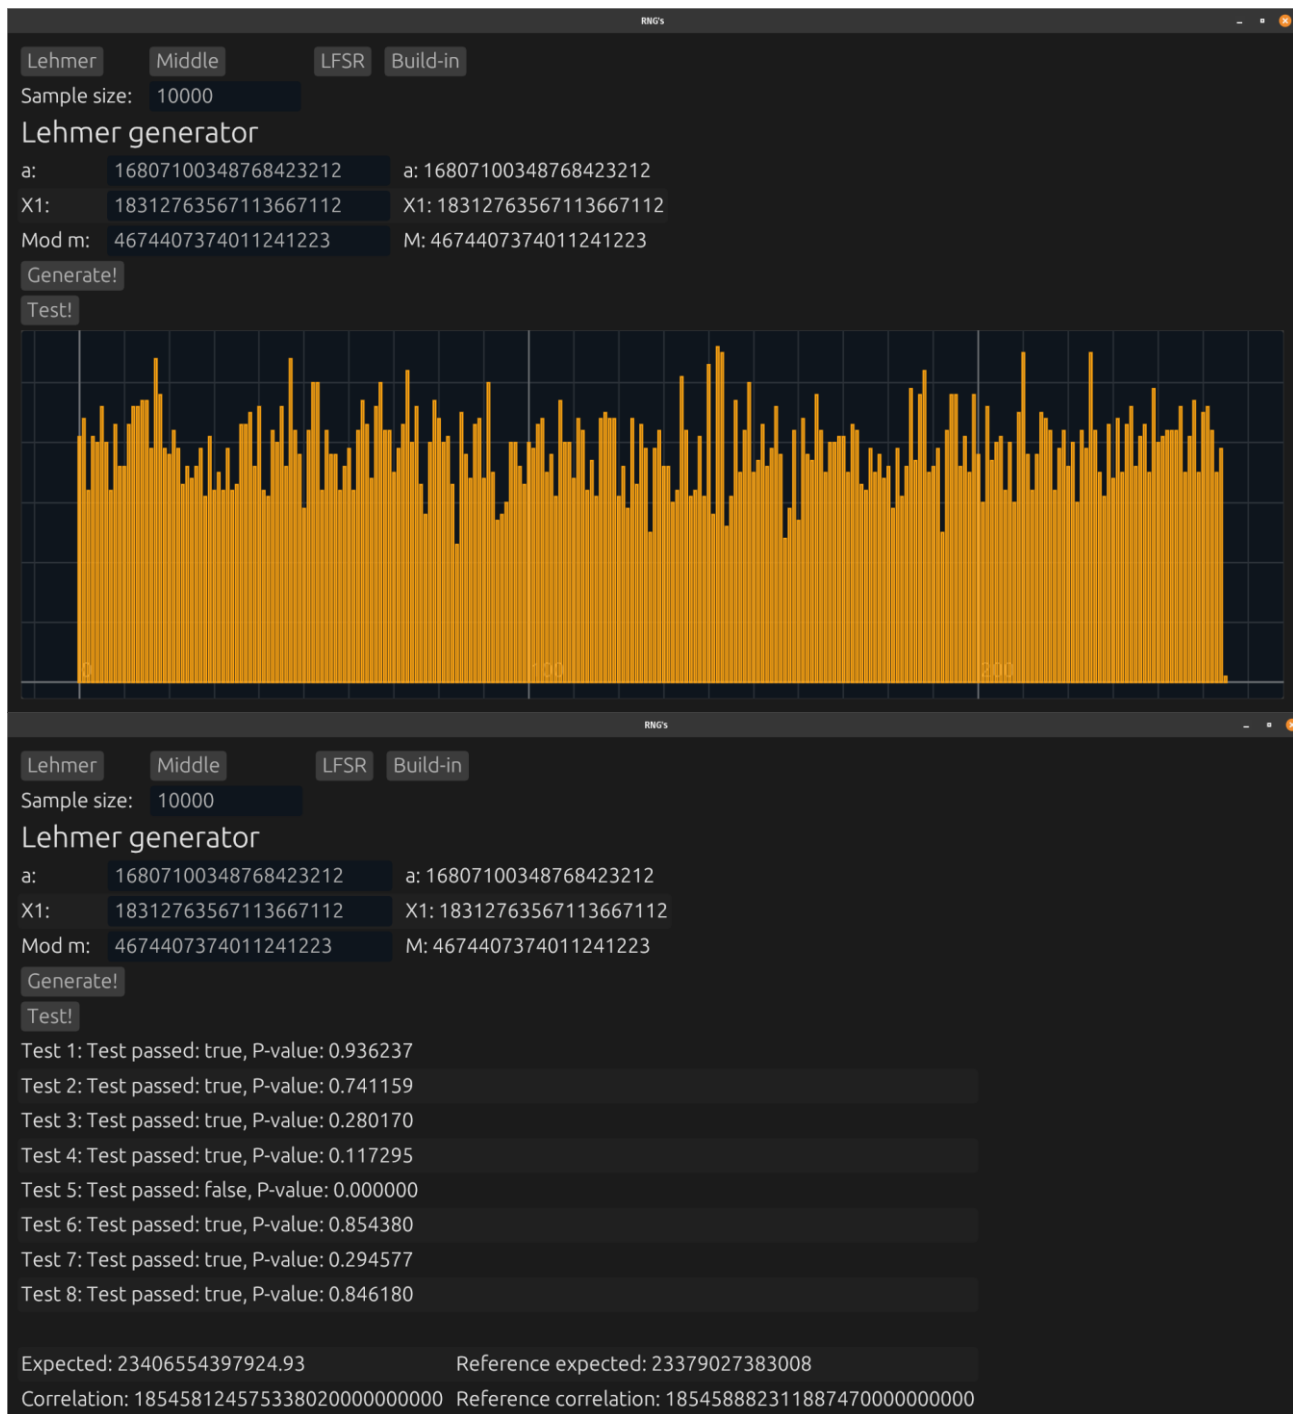 RNG's
Lehmer Middle LFSR Build-in
Sample size: 10000
Lehmer generator
a: 16807100348768423212 a: 16807100348768423212
X1: 18312763567113667112 X1: 18312763567113667112
Mod m: 4674407374011241223 M: 4674407374011241223
Generate!
Test!
0 100 200
RNG's
Lehmer Middle LFSR Build-in
Sample size: 10000
Lehmer generator
a: 16807100348768423212 a: 16807100348768423212
X1: 18312763567113667112 X1: 18312763567113667112
Mod m: 4674407374011241223 M: 4674407374011241223
Generate!
Test!
Test 1: Test passed: true, P-value: 0.936237
Test 2: Test passed: true, P-value: 0.741159
Test 3: Test passed: true, P-value: 0.280170
Test 4: Test passed: true, P-value: 0.117295
Test 5: Test passed: false, P-value: 0.000000
Test 6: Test passed: true, P-value: 0.854380
Test 7: Test passed: true, P-value: 0.294577
Test 8: Test passed: true, P-value: 0.846180
Expected: 23406554397924.93 Reference expected: 23379027383008
Correlation: 1854581245753380200000000000 Reference correlation: 1854588823118874700000000000